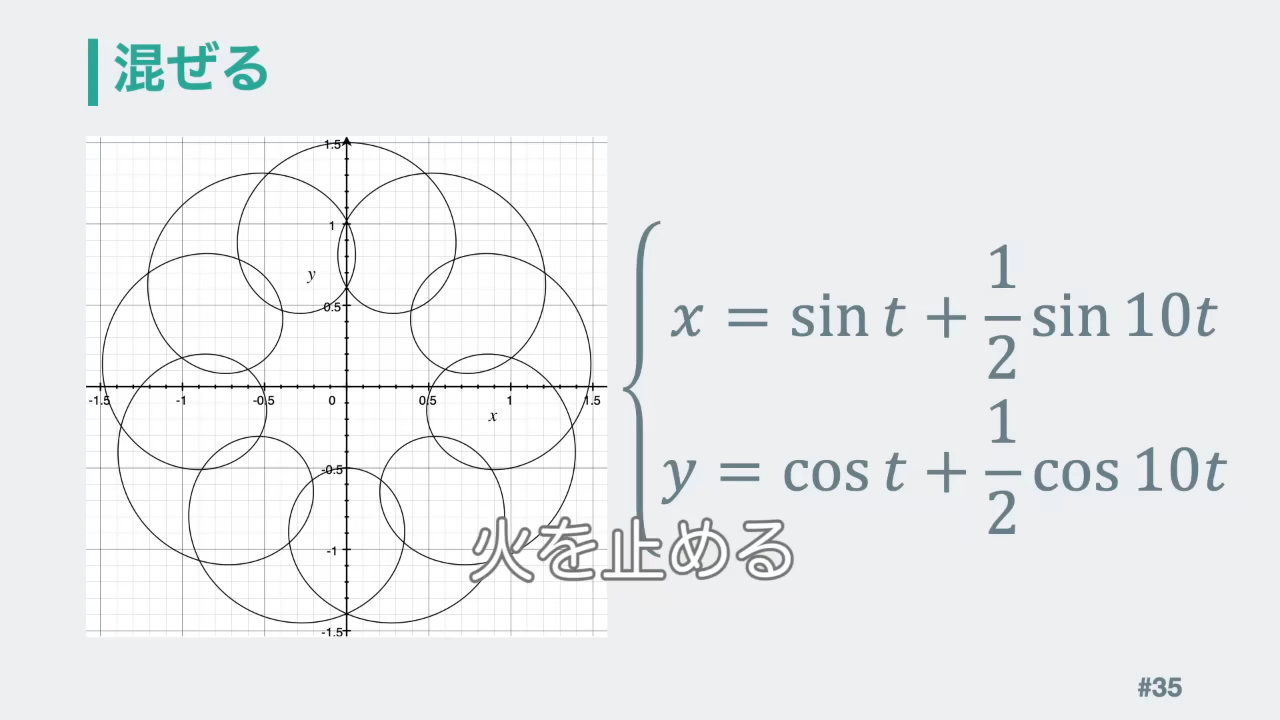 混ぜる
1.5
1
y
0.5
-1.5 -1 -0.5 0 0.5 1 1.5
x
-0.5
-1
-1.5
x = sin t + 1/2 sin 10t
y = cos t + 1/2 cos 10t
火を止める
#35